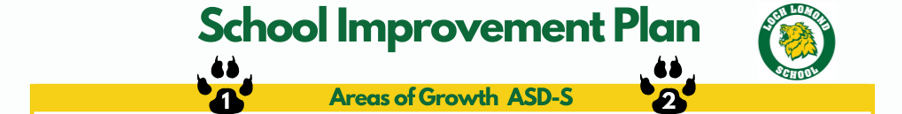 School Improvement Plan
LOCH LOMOND
SCHOOL
1 Areas of Growth ASD-S 2